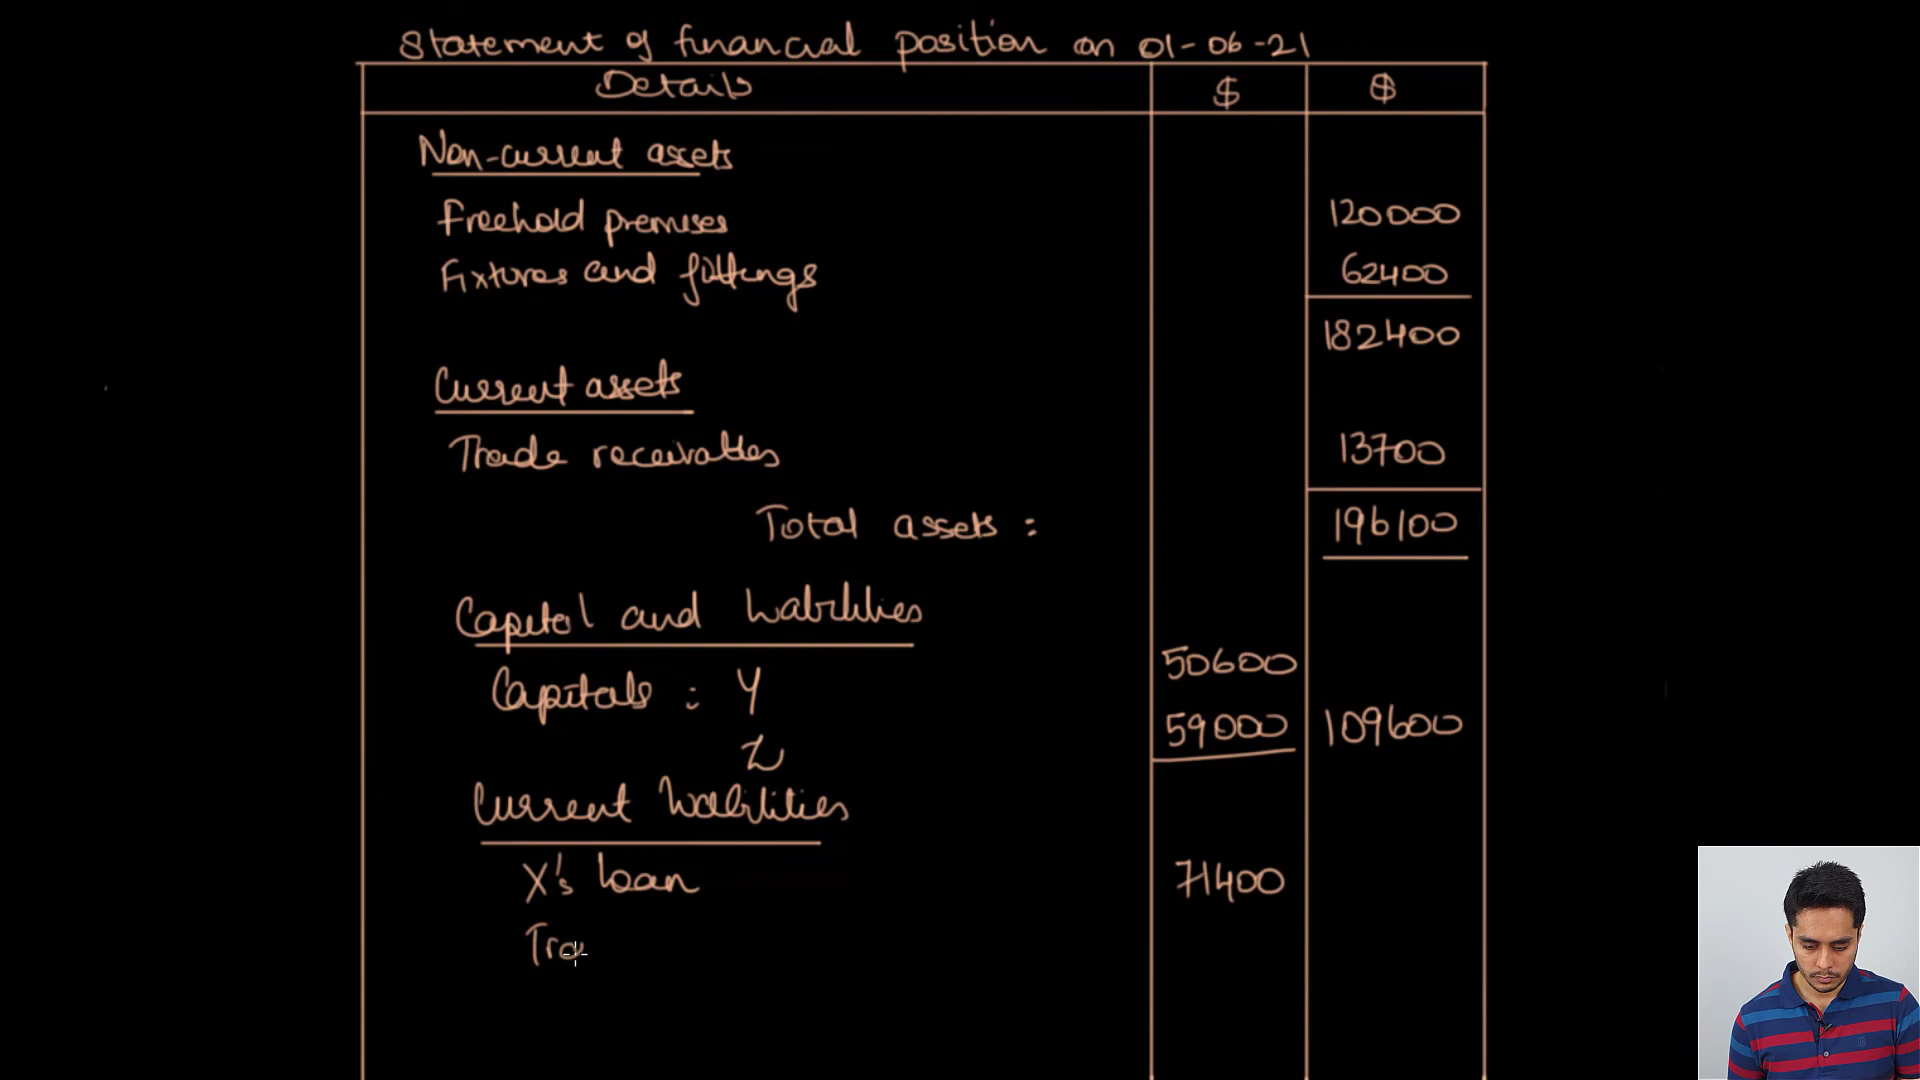 Statement of financial position on 01-06-21
Details $ $
Non-current assets
Freehold premises 120000
Fixtures and fittings 62400
182400
Current assets
Trade receivables 13700
Total assets : 196100
Capital and liabilities
Capitals : Y 50600
Z 59000 109600
Current liabilities
X's loan 71400
Tra